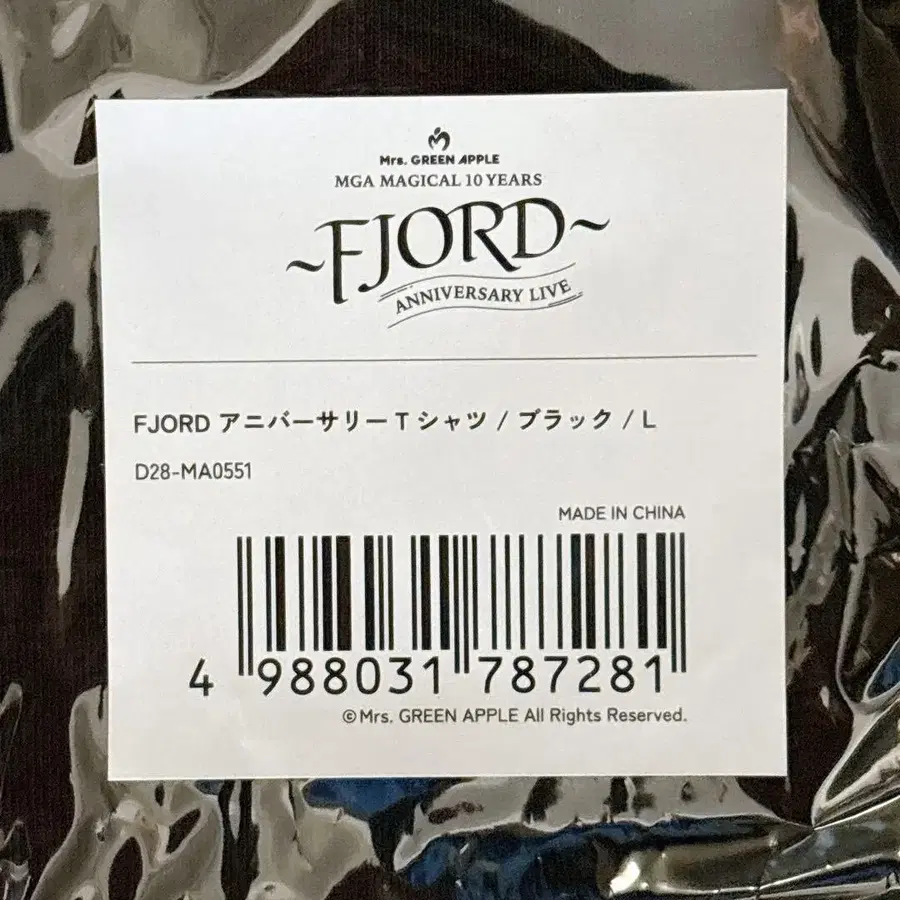 Mrs. GREEN APPLE
MGA MAGICAL 10 YEARS
~FJORD~
ANNIVERSARY LIVE
FJORD アニバーサリーTシャツ / ブラック / L
D28-MA0551
MADE IN CHINA
4 988031 787281
©Mrs. GREEN APPLE All Rights Reserved.